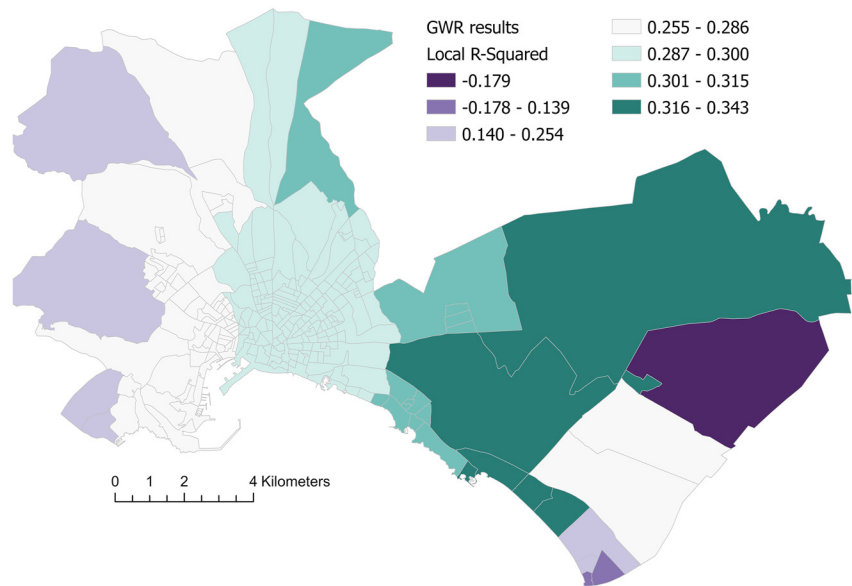 GWR results
Local R-Squared
-0.179
-0.178 - 0.139
0.140 - 0.254
0.255 - 0.286
0.287 - 0.300
0.301 - 0.315
0.316 - 0.343
0 1 2 4 Kilometers